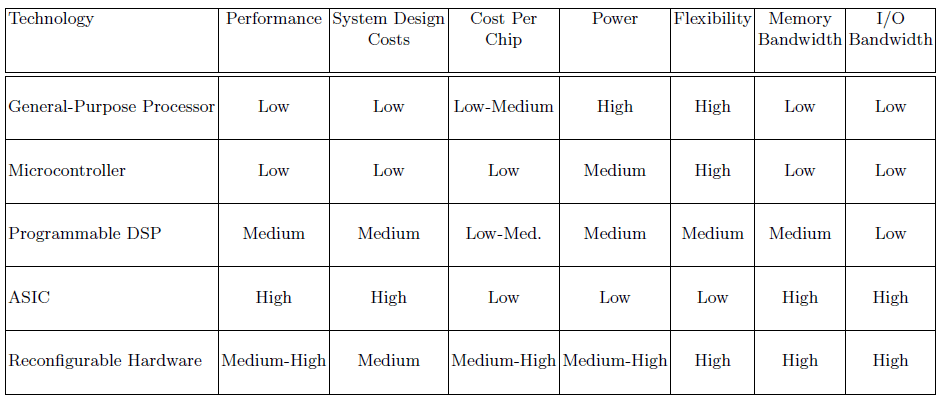 Technology Performance System Design Cost Per Power Flexibility Memory I/O
Costs Chip Bandwidth Bandwidth
General-Purpose Processor Low Low Low-Medium High High Low Low
Microcontroller Low Low Low Medium High Low Low
Programmable DSP Medium Medium Low-Med. Medium Medium Medium Low
ASIC High High Low Low Low High High
Reconfigurable Hardware Medium-High Medium Medium-High Medium-High High High High